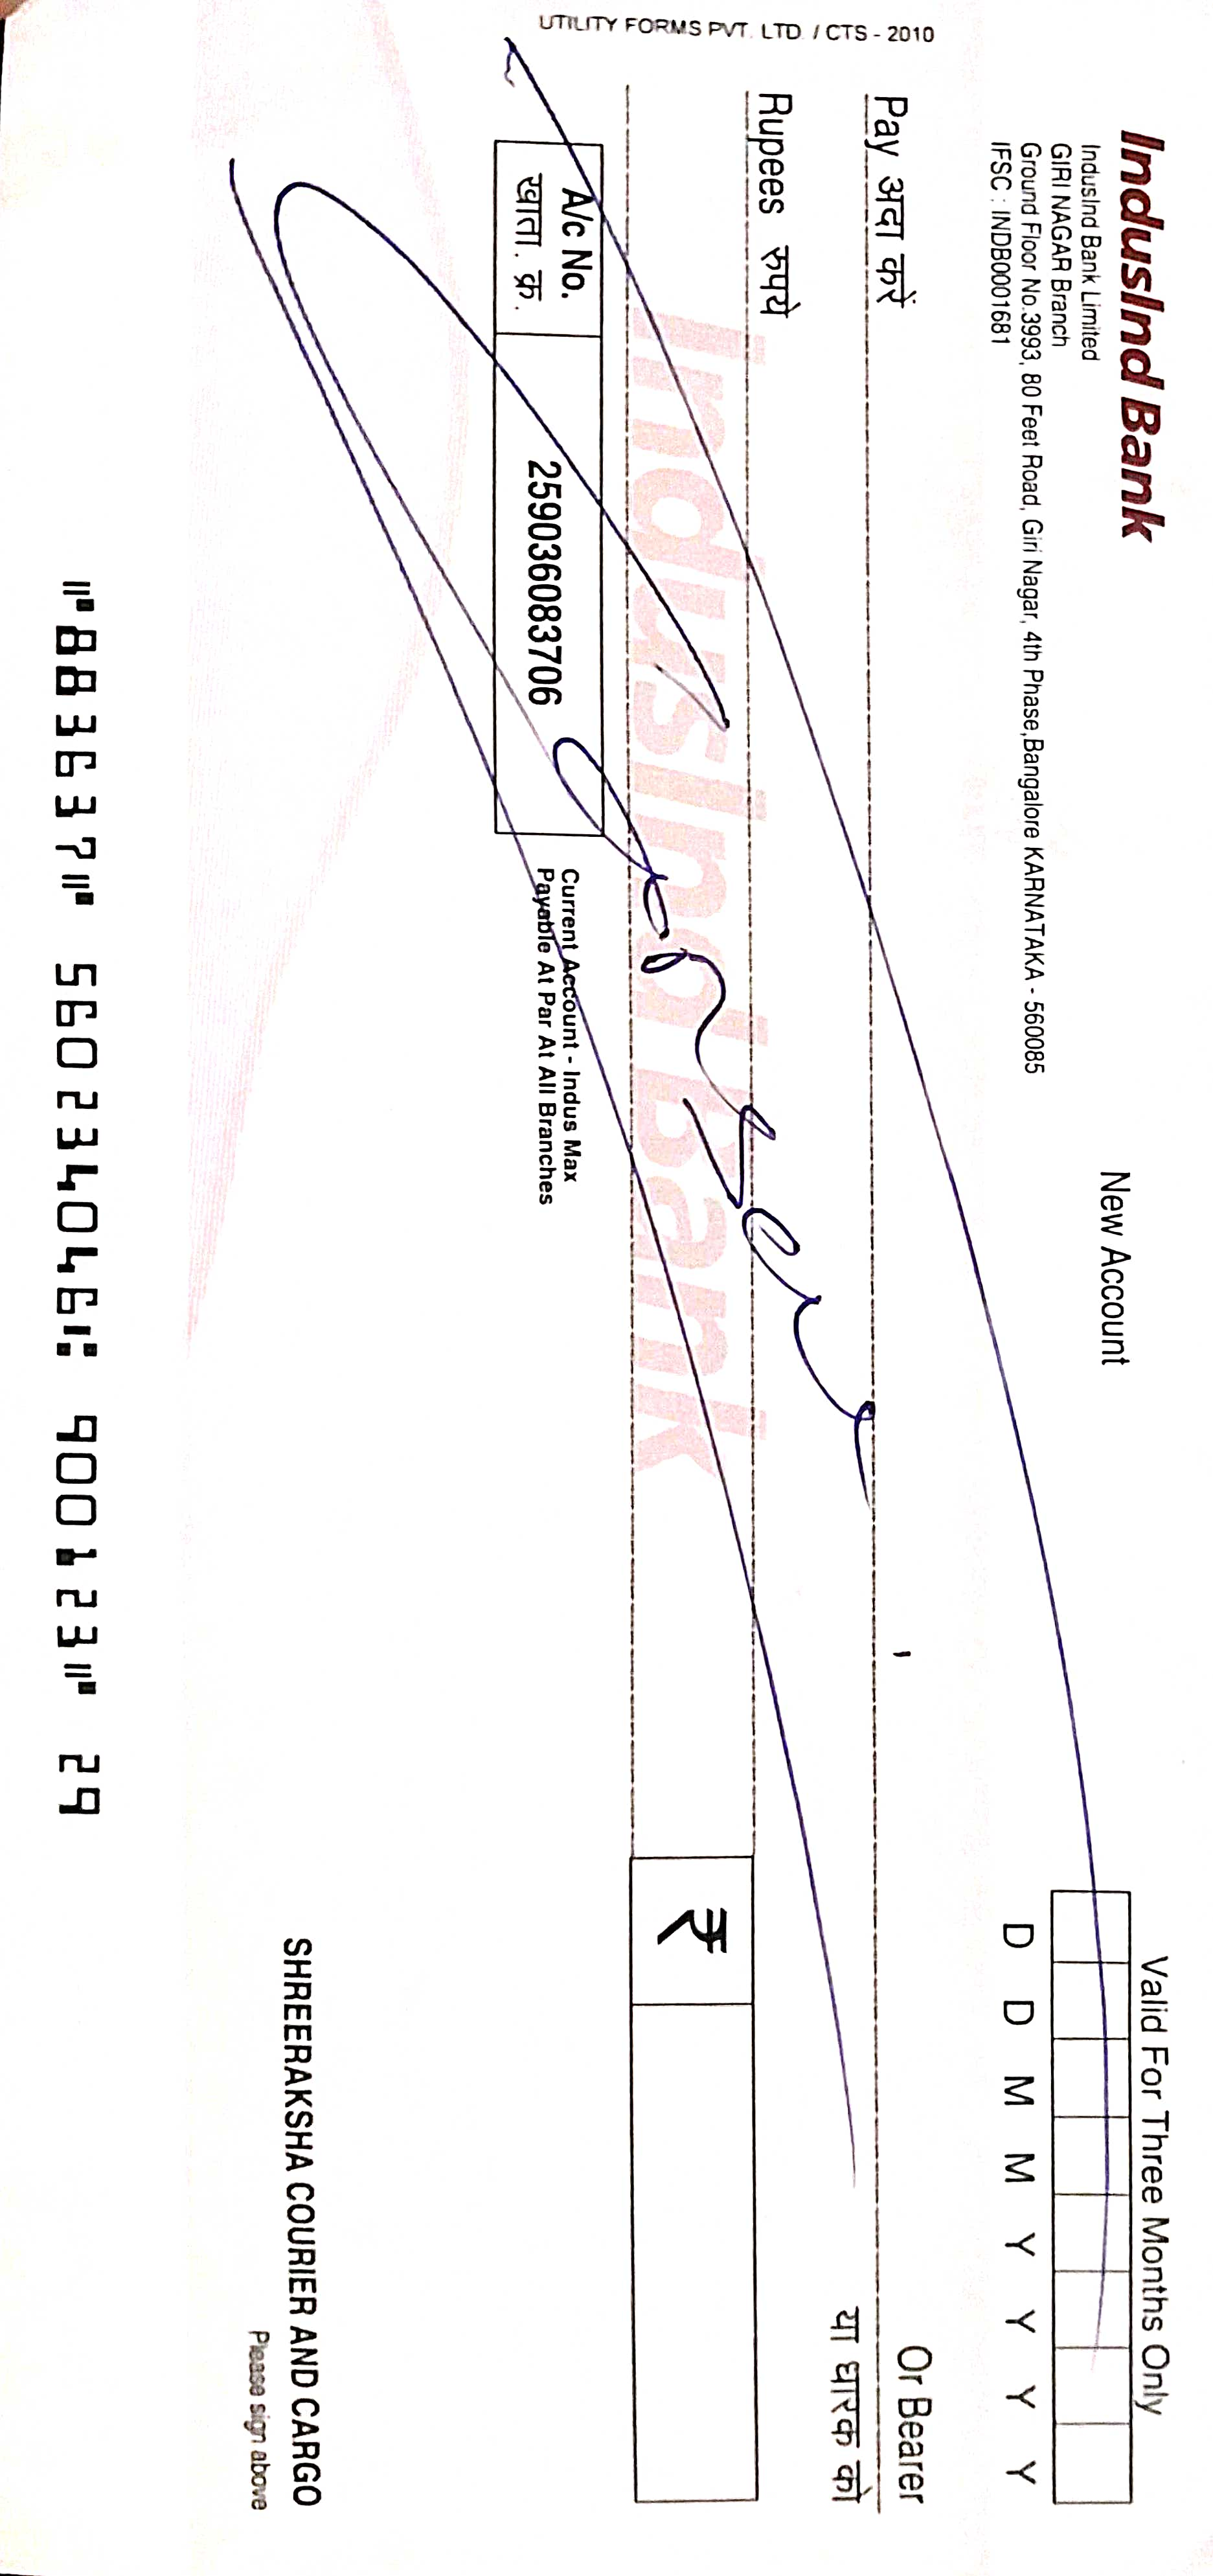 IndusInd Bank
New Account
Valid For Three Months Only
IndusInd Bank Limited
GIRI NAGAR Branch
Ground Floor No.3993, 80 Feet Road, Giri Nagar, 4th Phase,Bangalore KARNATAKA - 560085
IFSC : INDB0001681
D D M M Y Y Y Y
Pay अदा करें
Or Bearer
या धारक को
Rupees रुपये
IndusInd Bank
₹
A/c No.
खाता. क्र.
259036083706
Current Account - Indus Max
Payable At Par At All Branches
Cancelled
UTILITY FORMS PVT. LTD. / CTS - 2010
SHREERAKSHA COURIER AND CARGO
Please sign above
⑈883637⑈ 560234046⑆ 900123⑈ 29